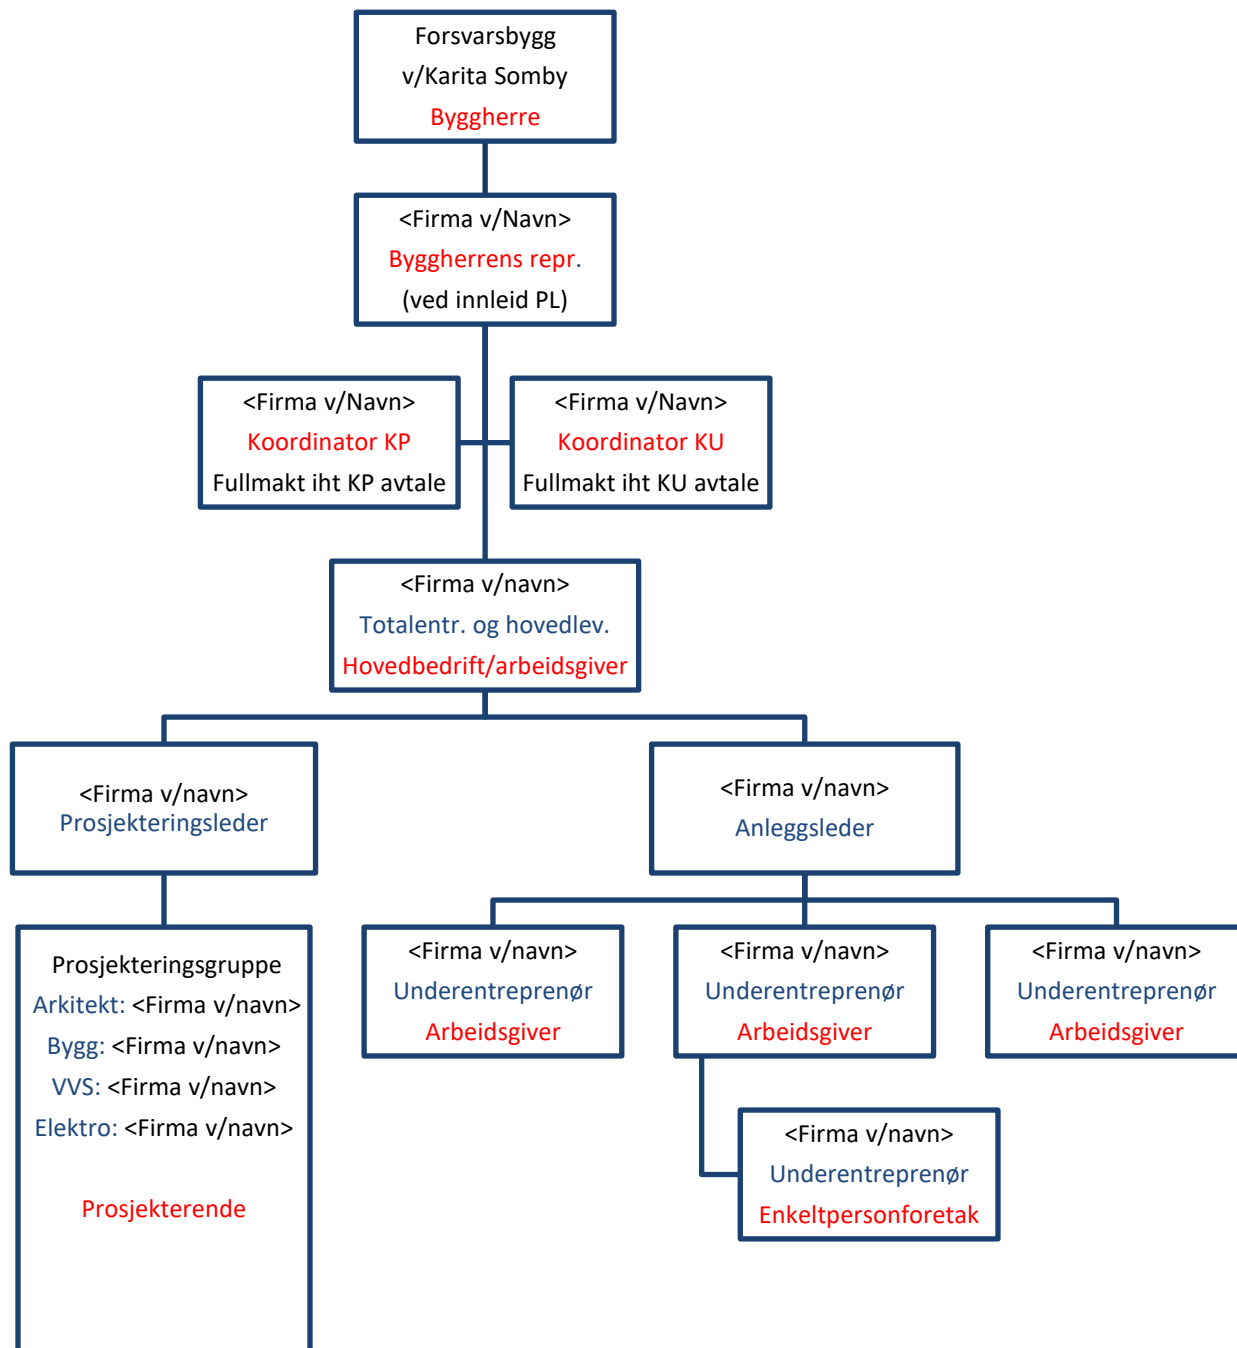 Forsvarsbygg
v/Karita Somby
Byggherre
<Firma v/Navn>
Byggherrens repr.
(ved innleid PL)
<Firma v/Navn>
Koordinator KP
Fullmakt iht KP avtale
<Firma v/Navn>
Koordinator KU
Fullmakt iht KU avtale
<Firma v/navn>
Totalentr. og hovedlev.
Hovedbedrift/arbeidsgiver
<Firma v/navn>
Prosjekteringsleder
<Firma v/navn>
Anleggsleder
Prosjekteringsgruppe
Arkitekt: <Firma v/navn>
Bygg: <Firma v/navn>
VVS: <Firma v/navn>
Elektro: <Firma v/navn>
Prosjekterende
<Firma v/navn>
Underentreprenør
Arbeidsgiver
<Firma v/navn>
Underentreprenør
Arbeidsgiver
<Firma v/navn>
Underentreprenør
Arbeidsgiver
<Firma v/navn>
Underentreprenør
Enkeltpersonforetak